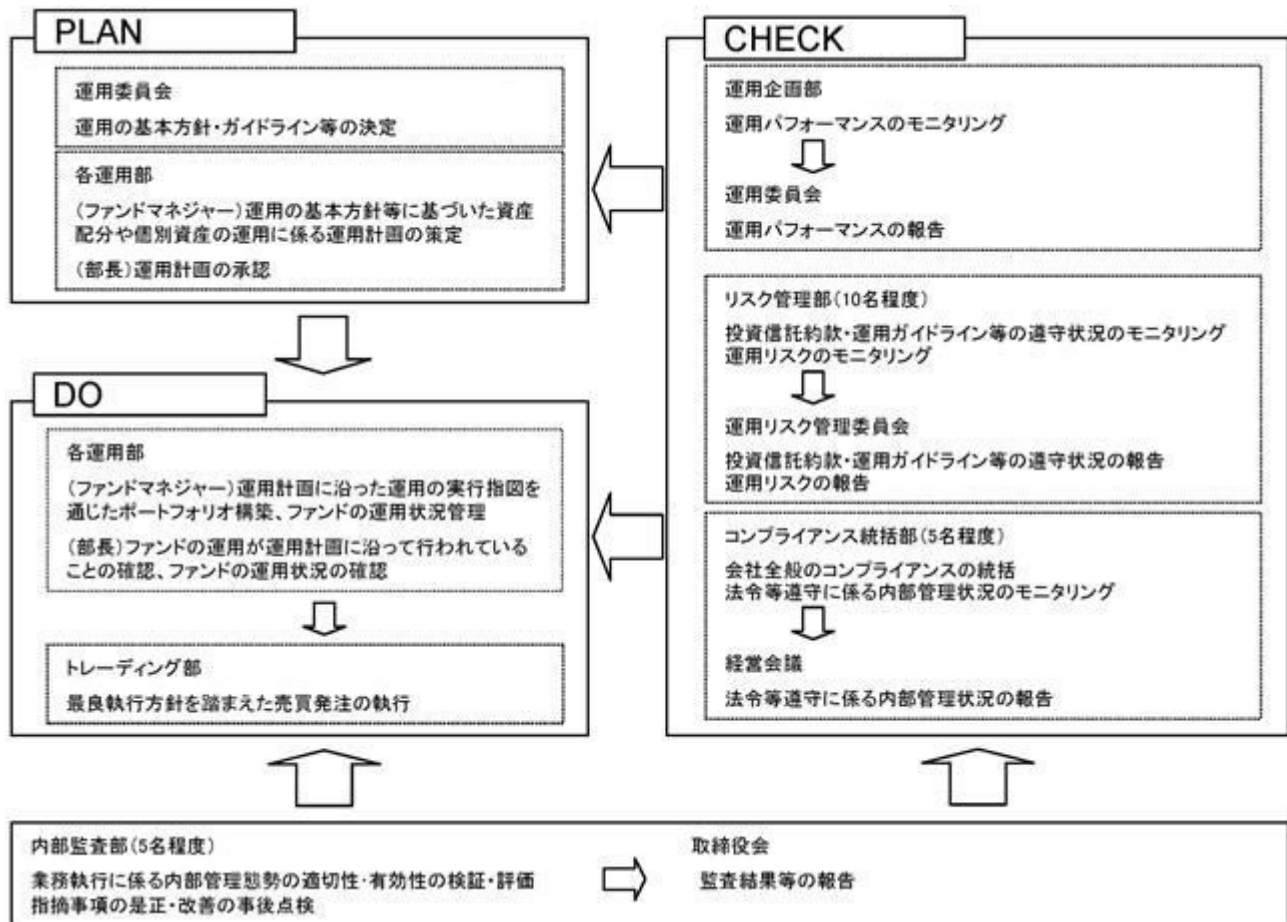 PLAN
運用委員会
運用の基本方針・ガイドライン等の決定
各運用部
(ファンドマネジャー)運用の基本方針等に基づいた資産
配分や個別資産の運用に係る運用計画の策定
(部長)運用計画の承認
DO
各運用部
(ファンドマネジャー)運用計画に沿った運用の実行指図を
通じたポートフォリオ構築、ファンドの運用状況管理
(部長)ファンドの運用が運用計画に沿って行われている
ことの確認、ファンドの運用状況の確認
トレーディング部
最良執行方針を踏まえた売買発注の執行
CHECK
運用企画部
運用パフォーマンスのモニタリング
運用委員会
運用パフォーマンスの報告
リスク管理部(10名程度)
投資信託約款・運用ガイドライン等の遵守状況のモニタリング
運用リスクのモニタリング
運用リスク管理委員会
投資信託約款・運用ガイドライン等の遵守状況の報告
運用リスクの報告
コンプライアンス統括部(5名程度)
会社全般のコンプライアンスの統括
法令等遵守に係る内部管理状況のモニタリング
経営会議
法令等遵守に係る内部管理状況の報告
内部監査部(5名程度)
業務執行に係る内部管理態勢の適切性・有効性の検証・評価
指摘事項の是正・改善の事後点検
取締役会
監査結果等の報告